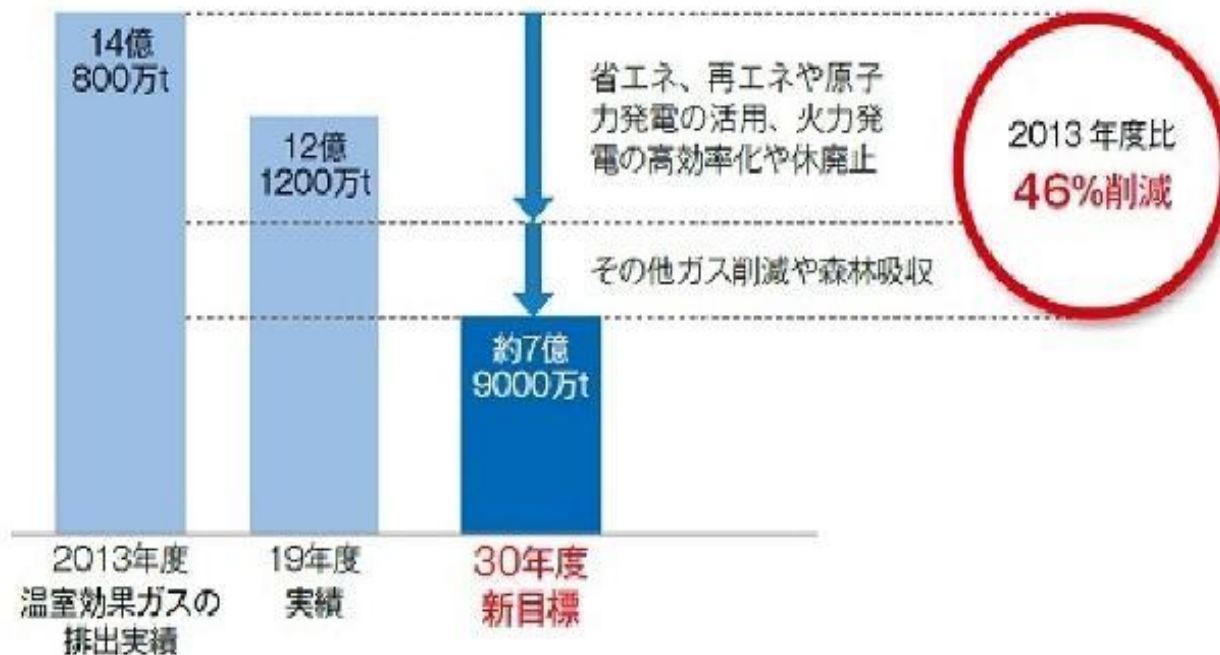 14億
800万t
12億
1200万t
約7億
9000万t
省エネ、再エネや原子
力発電の活用、火力発
電の高効率化や休廃止
その他ガス削減や森林吸収
2013年度比
46%削減
2013年度
温室効果ガスの
排出実績
19年度
実績
30年度
新目標